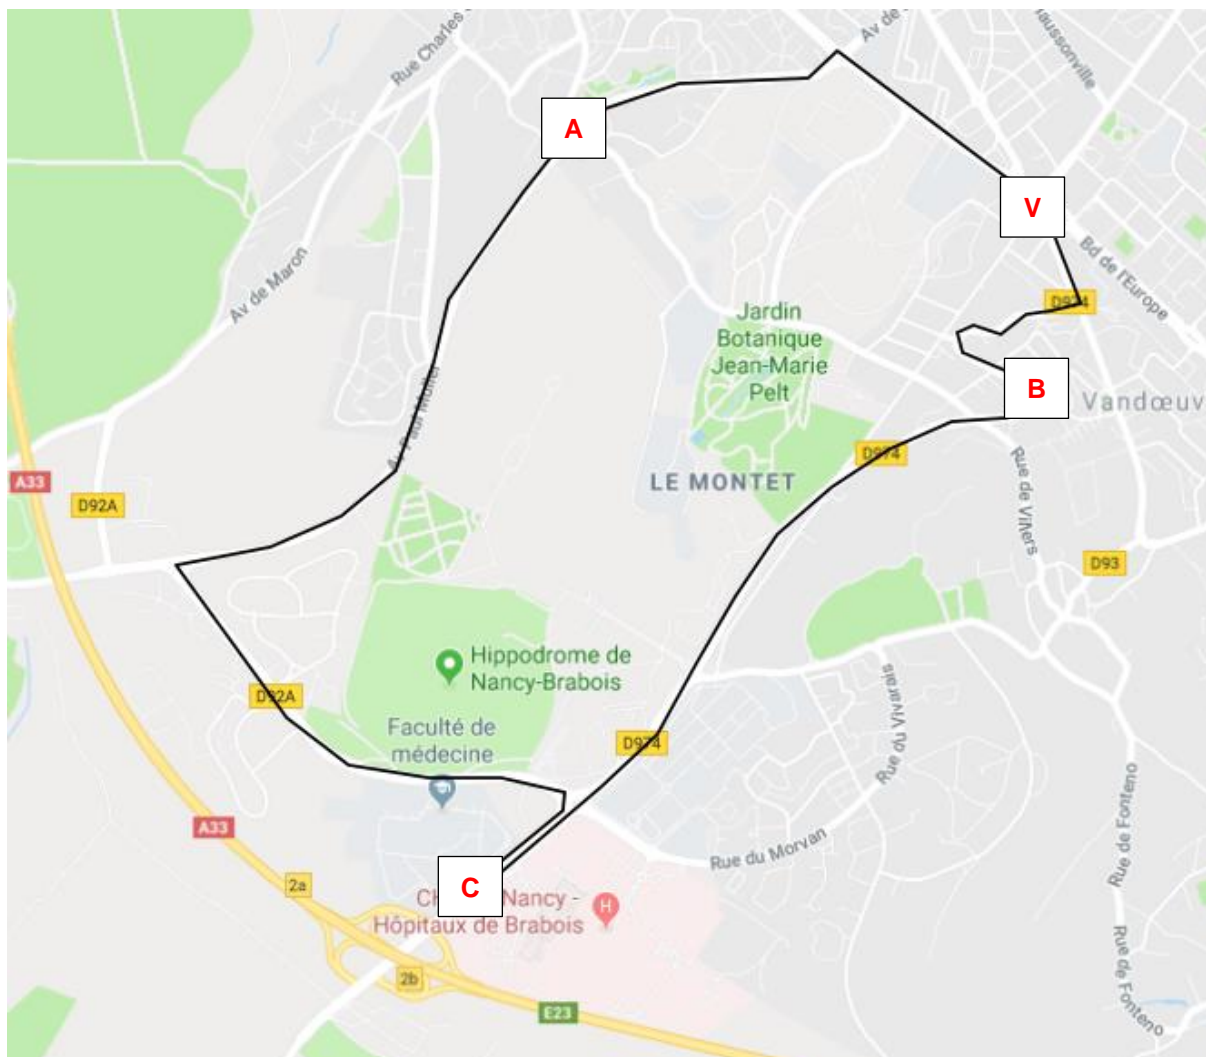 Rue Charles
Av de
aussonville
A
V
Bd de l'Europe
Av de Maron
D974
Jardin
Botanique
Jean-Marie
Pelt
B
Vandœuv
Av Paul Muller
D974
A33
LE MONTET
D92A
Rue de Villers
D93
Hippodrome de
Nancy-Brabois
D92A
Rue du Vivarais
Faculté de
médecine
D974
A33
Rue du Morvan
Rue de Fonteno
2a
C
Nancy -
Hôpitaux de Brabois
H
2b
Rue de Fonteno
E23